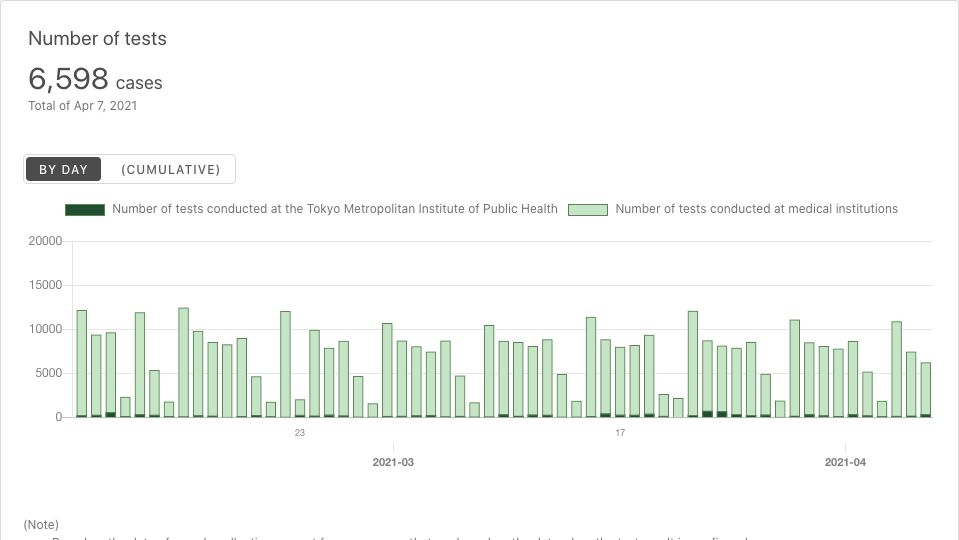 Number of tests
6,598 cases
Total of Apr 7, 2021
BY DAY (CUMULATIVE)
Number of tests conducted at the Tokyo Metropolitan Institute of Public Health Number of tests conducted at medical institutions
20000
15000
10000
5000
0
23 17
2021-03 2021-04
(Note)